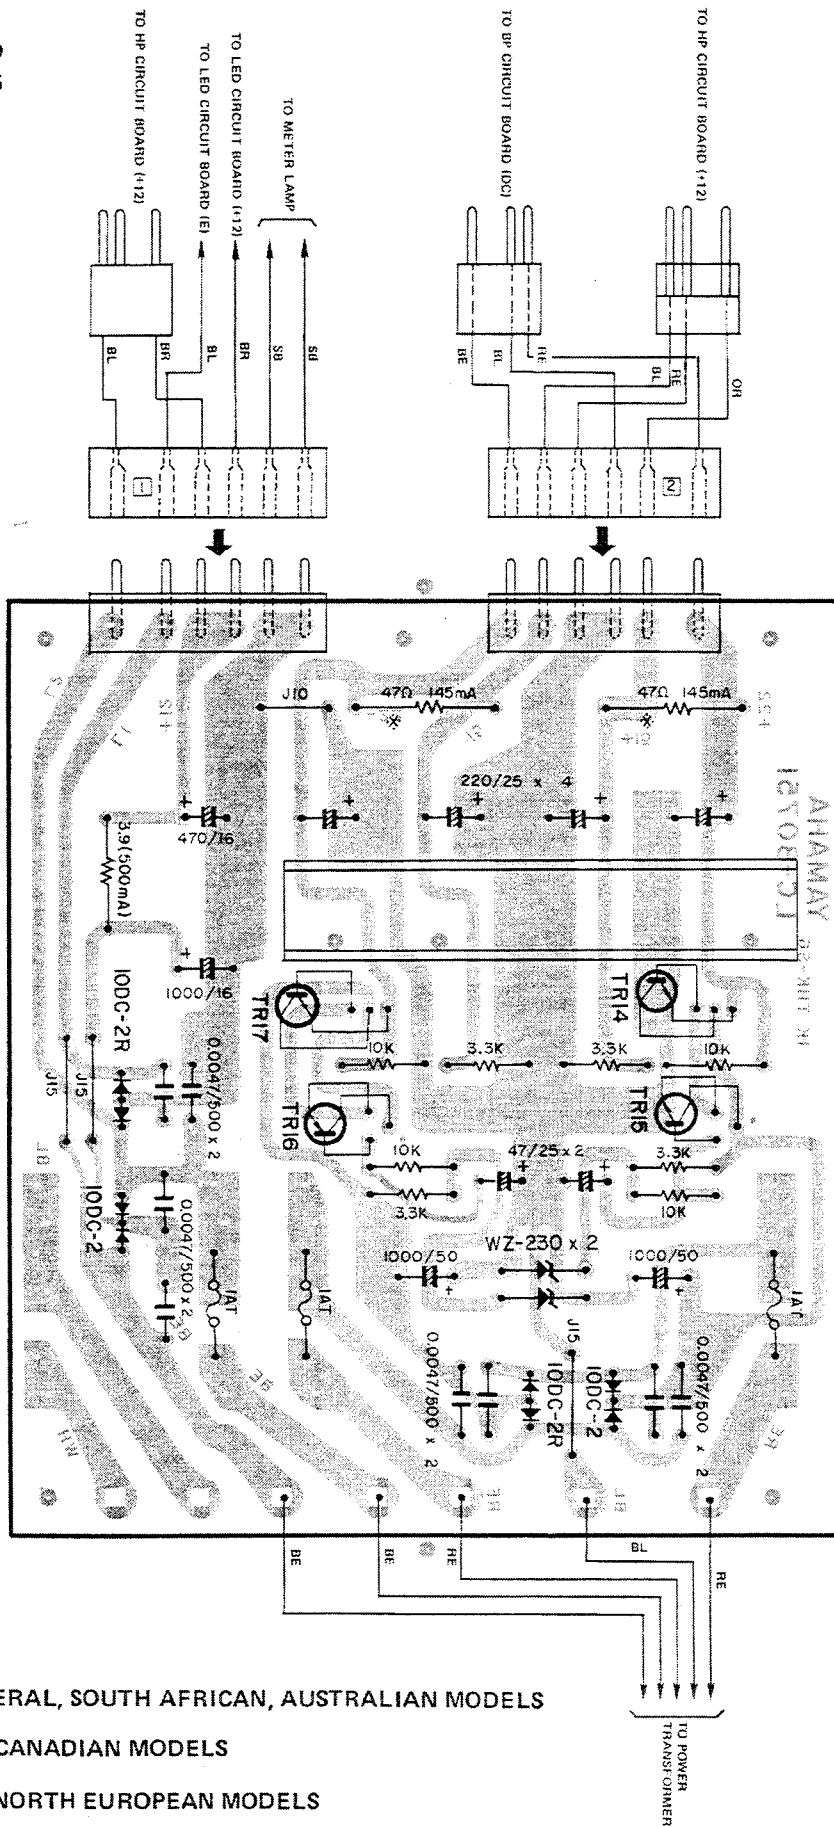 TO HP CIRCUIT BOARD (+12)
TO LED CIRCUIT BOARD (E)
TO LED CIRCUIT BOARD (+12)
TO METER LAMP
TO BP CIRCUIT BOARD (DC)
TO HP CIRCUIT BOARD (+12)
BL
BR
BL
BR
SB
SB
BE
BL
RE
BL
RE
OR
1
2
J10
47Ω 145mA
※
47Ω 145mA
※
220/25 x 4
470/16
3.9(500mA)
1000/16
YAMAHA
LC80751
10DC-2R
TR17
TR14
10K
3.3K
3.3K
10K
J15
J15
0.0047/500 x 2
TR16
TR15
10K
47/25 x 2
3.3K
3.3K
10K
10DC-2
0.0047/500 x 2
1000/50
WZ-230 x 2
1000/50
1AT
1AT
1AT
J15
0.0047/500 x 2
10DC-2R
10DC-2
0.0047/500 x 2
BE
BE
RE
BL
RE
TO POWER
TRANSFORMER
ERAL, SOUTH AFRICAN, AUSTRALIAN MODELS
CANADIAN MODELS
NORTH EUROPEAN MODELS